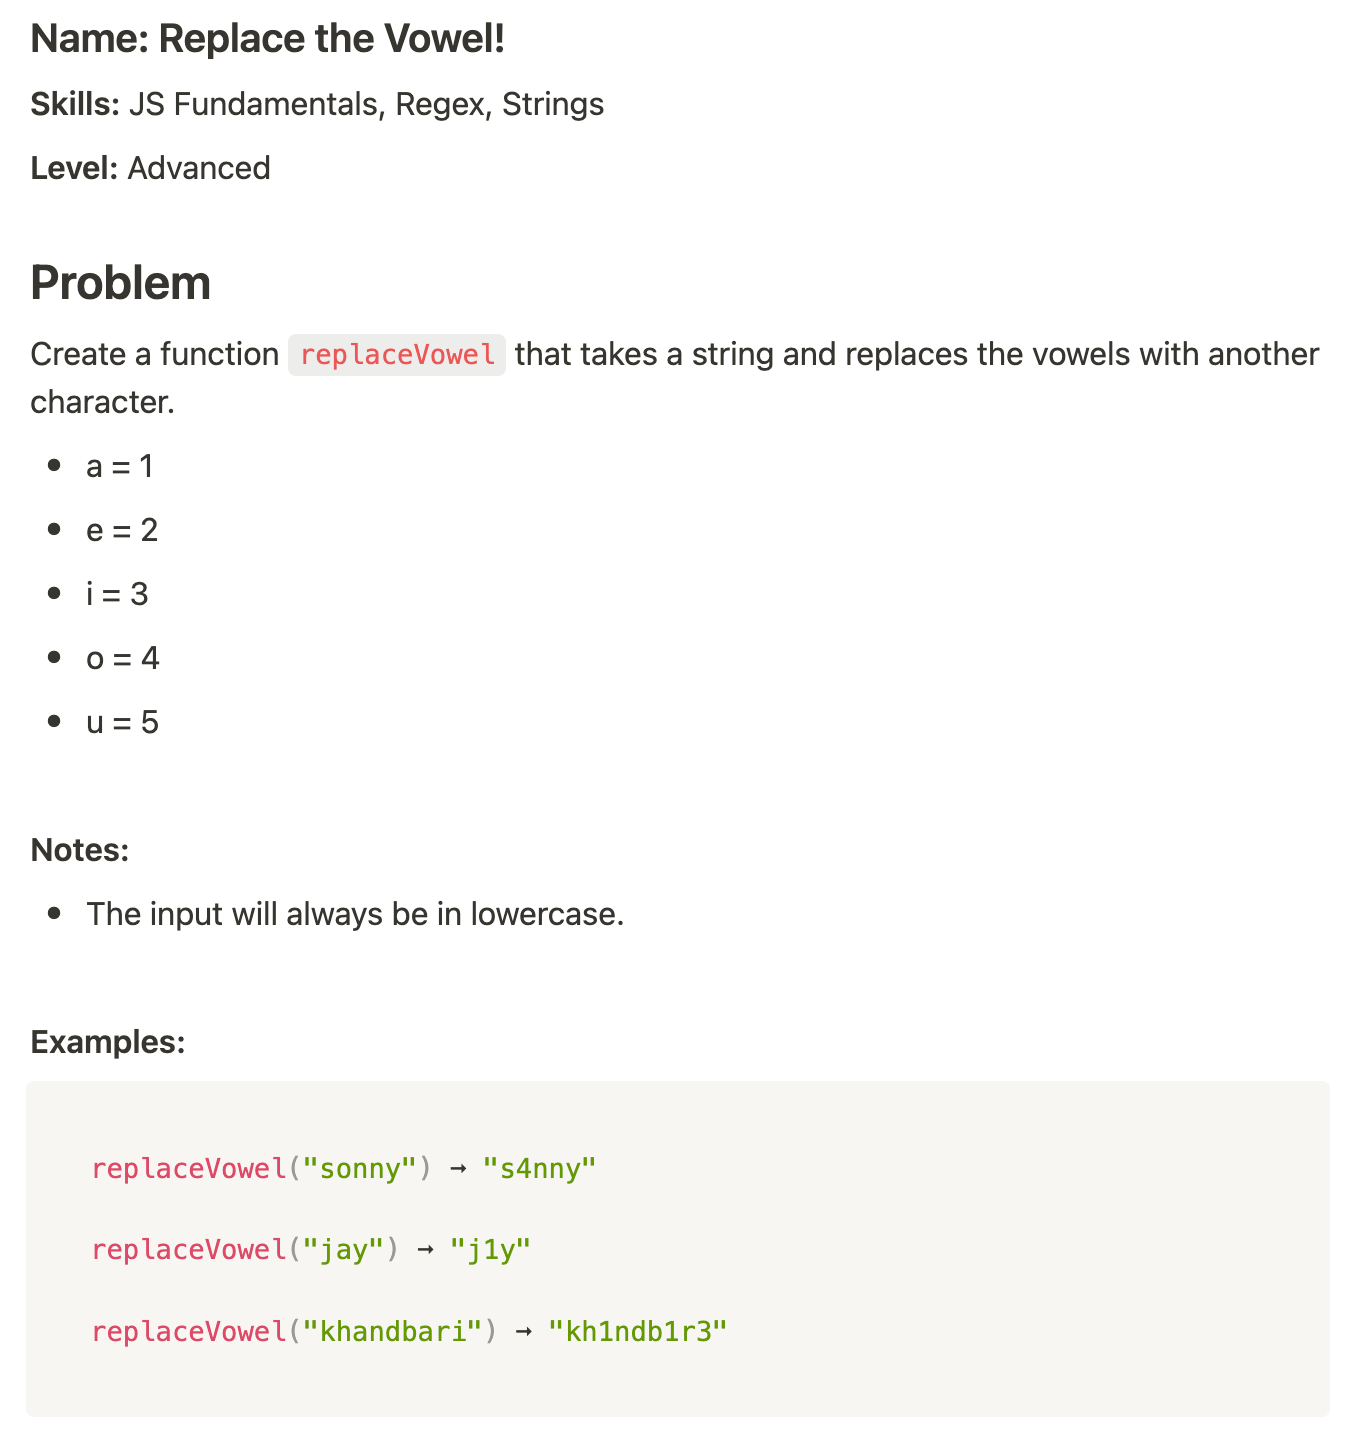 Name: Replace the Vowel!
Skills: JS Fundamentals, Regex, Strings
Level: Advanced
Problem
Create a function replaceVowel that takes a string and replaces the vowels with another
character.
• a = 1
• e = 2
• i = 3
• o = 4
• u = 5
Notes:
• The input will always be in lowercase.
Examples:
replaceVowel("sonny") ➞ "s4nny"
replaceVowel("jay") ➞ "j1y"
replaceVowel("khandbari") ➞ "kh1ndb1r3"